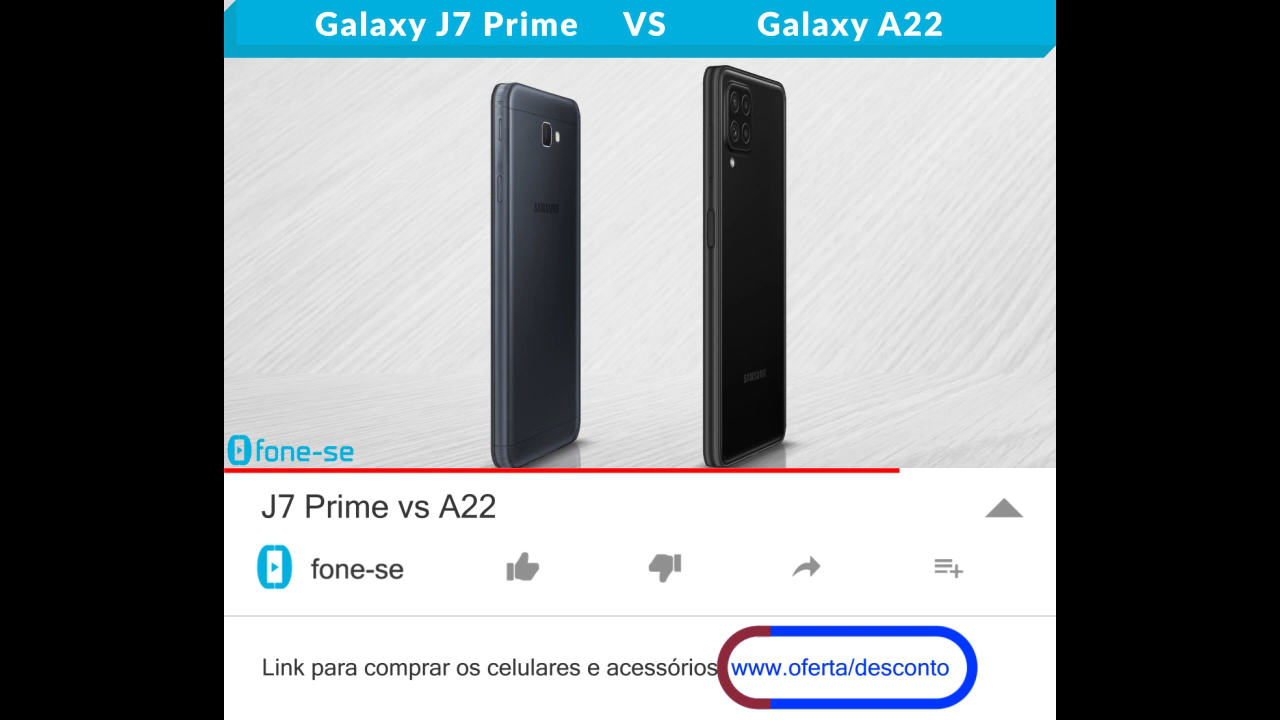 Galaxy J7 Prime VS Galaxy A22
SAMSUNG
SAMSUNG
fone-se
J7 Prime vs A22
fone-se
Link para comprar os celulares e acessórios www.oferta/desconto